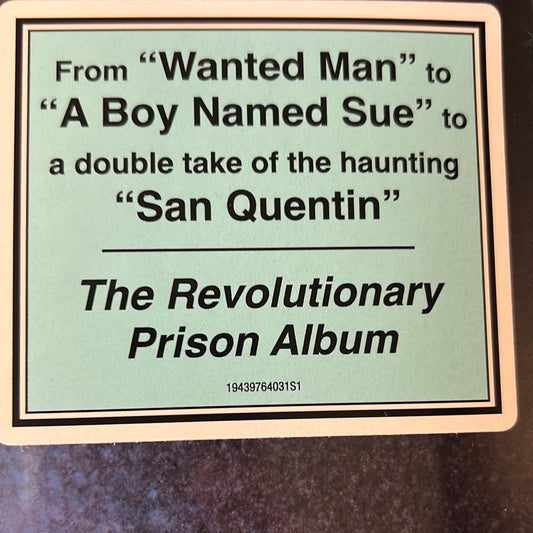 From “Wanted Man” to
“A Boy Named Sue” to
a double take of the haunting
“San Quentin”
The Revolutionary
Prison Album
19439764031S1